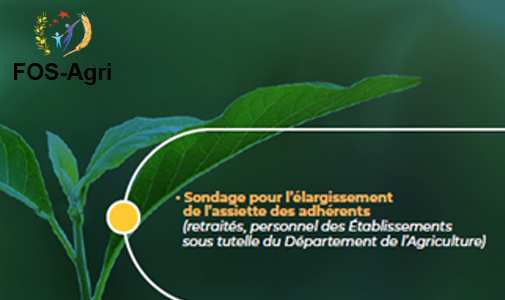 FOS-Agri
• Sondage pour l'élargissement
de l'assiette des adhérents
(retraités, personnel des Établissements
sous tutelle du Département de l'Agriculture)